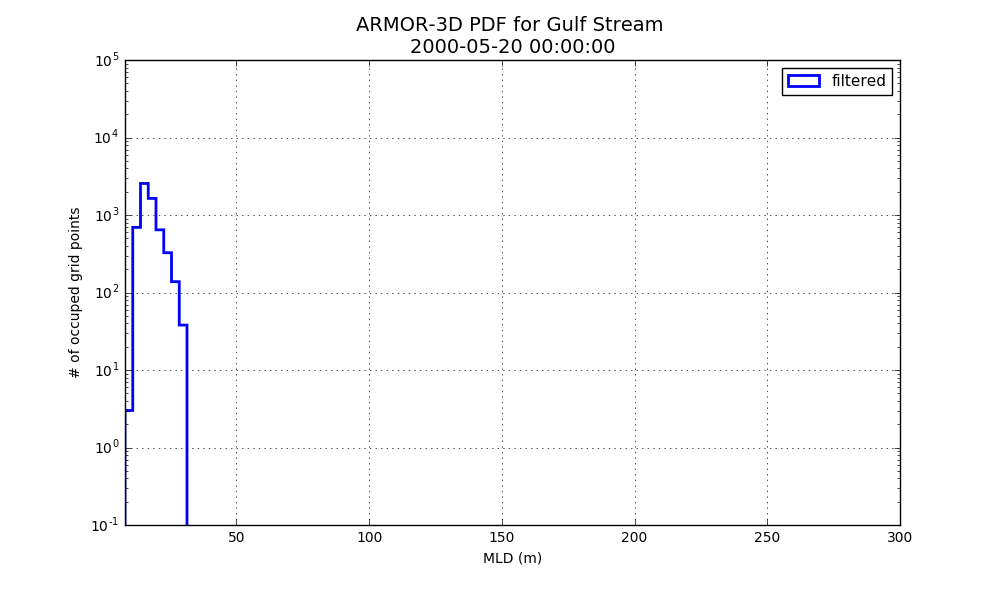 ARMOR-3D PDF for Gulf Stream
2000-05-20 00:00:00
filtered
# of occuped grid points
10^5
10^4
10^3
10^2
10^1
10^0
10^-1
50 100 150 200 250 300
MLD (m)